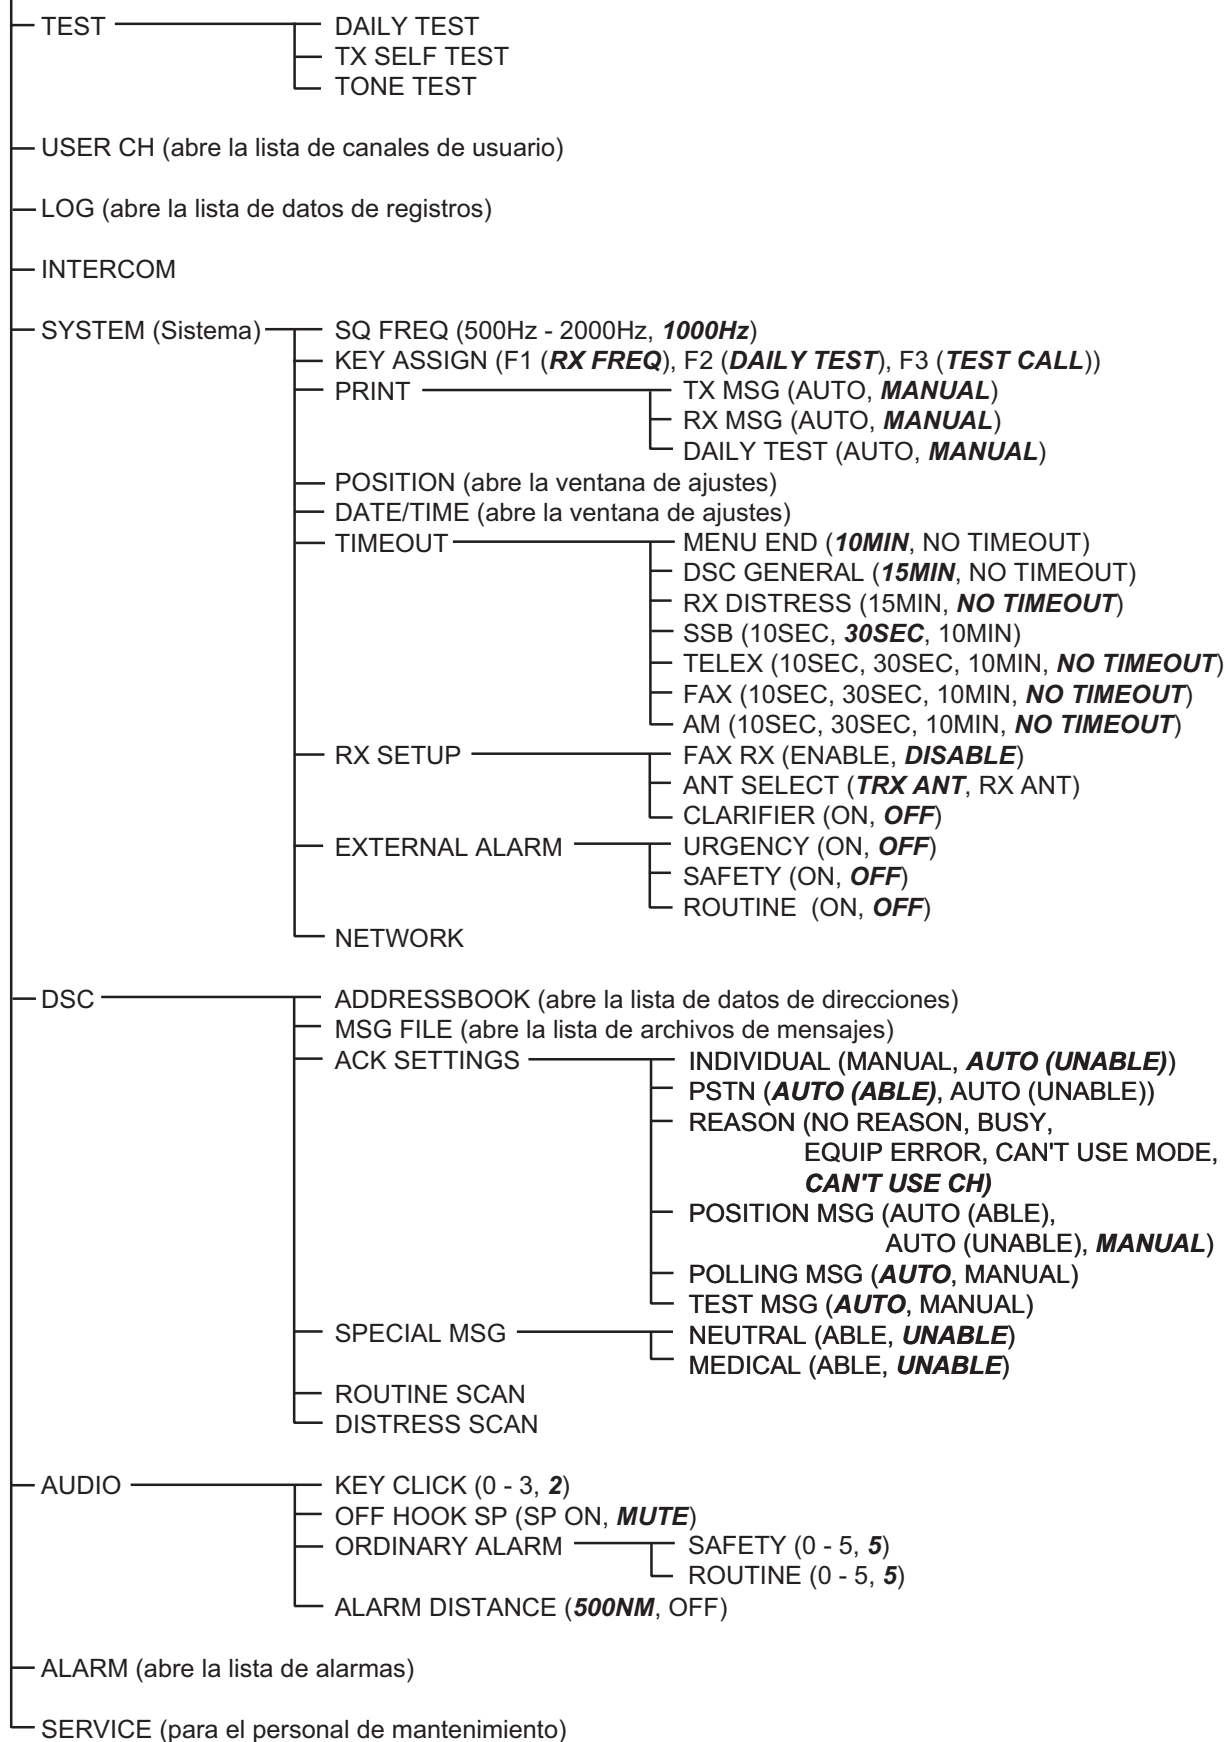 TEST DAILY TEST
TX SELF TEST
TONE TEST
USER CH (abre la lista de canales de usuario)
LOG (abre la lista de datos de registros)
INTERCOM
SYSTEM (Sistema) SQ FREQ (500Hz - 2000Hz, 1000Hz)
KEY ASSIGN (F1 (RX FREQ), F2 (DAILY TEST), F3 (TEST CALL))
PRINT TX MSG (AUTO, MANUAL)
RX MSG (AUTO, MANUAL)
DAILY TEST (AUTO, MANUAL)
POSITION (abre la ventana de ajustes)
DATE/TIME (abre la ventana de ajustes)
TIMEOUT MENU END (10MIN, NO TIMEOUT)
DSC GENERAL (15MIN, NO TIMEOUT)
RX DISTRESS (15MIN, NO TIMEOUT)
SSB (10SEC, 30SEC, 10MIN)
TELEX (10SEC, 30SEC, 10MIN, NO TIMEOUT)
FAX (10SEC, 30SEC, 10MIN, NO TIMEOUT)
AM (10SEC, 30SEC, 10MIN, NO TIMEOUT)
RX SETUP FAX RX (ENABLE, DISABLE)
ANT SELECT (TRX ANT, RX ANT)
CLARIFIER (ON, OFF)
EXTERNAL ALARM URGENCY (ON, OFF)
SAFETY (ON, OFF)
ROUTINE (ON, OFF)
NETWORK
DSC ADDRESSBOOK (abre la lista de datos de direcciones)
MSG FILE (abre la lista de archivos de mensajes)
ACK SETTINGS INDIVIDUAL (MANUAL, AUTO (UNABLE))
PSTN (AUTO (ABLE), AUTO (UNABLE))
REASON (NO REASON, BUSY,
EQUIP ERROR, CAN'T USE MODE,
CAN'T USE CH)
POSITION MSG (AUTO (ABLE),
AUTO (UNABLE), MANUAL)
POLLING MSG (AUTO, MANUAL)
TEST MSG (AUTO, MANUAL)
SPECIAL MSG NEUTRAL (ABLE, UNABLE)
MEDICAL (ABLE, UNABLE)
ROUTINE SCAN
DISTRESS SCAN
AUDIO KEY CLICK (0 - 3, 2)
OFF HOOK SP (SP ON, MUTE)
ORDINARY ALARM SAFETY (0 - 5, 5)
ROUTINE (0 - 5, 5)
ALARM DISTANCE (500NM, OFF)
ALARM (abre la lista de alarmas)
SERVICE (para el personal de mantenimiento)